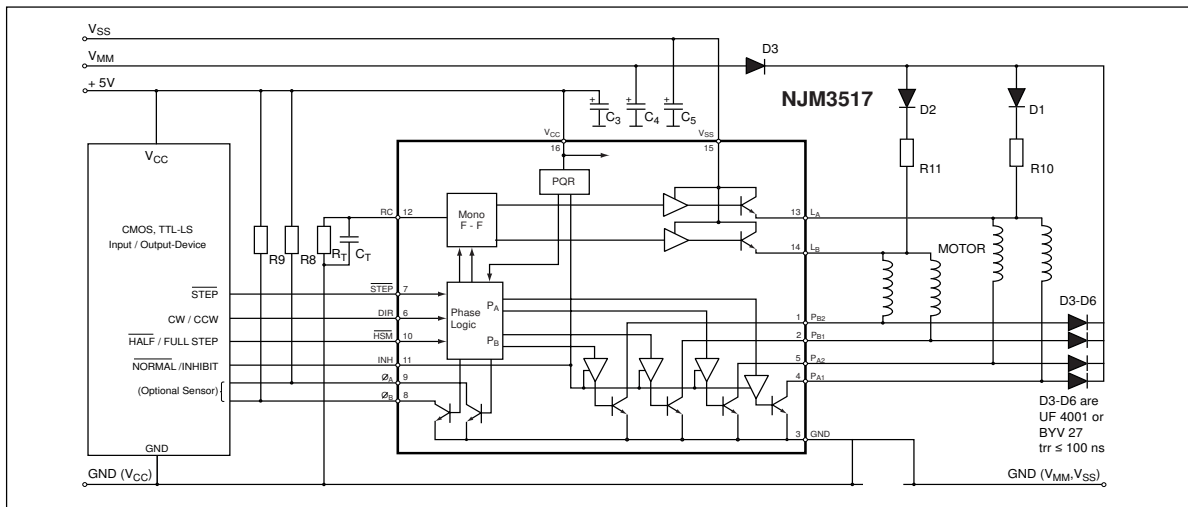 VSS
VMM
+ 5V
D3
NJM3517
D2
D1
R11
R10
C3
C4
C5
VCC
16
VSS
15
VCC
PQR
CMOS, TTL-LS
Input / Output-Device
R9
R8
RT
CT
RC
12
Mono
F - F
13
LA
14
LB
MOTOR
STEP
STEP
7
CW / CCW
DIR
6
HALF / FULL STEP
HSM
10
NORMAL /INHIBIT
INH
11
(Optional Sensor)
ØA
9
ØB
8
Phase
Logic
PA
PB
1
PB2
2
PB1
5
PA2
4
PA1
3
GND
D3-D6
D3-D6 are
UF 4001 or
BYV 27
trr ≤ 100 ns
GND
GND (VCC)
GND (VMM,VSS)